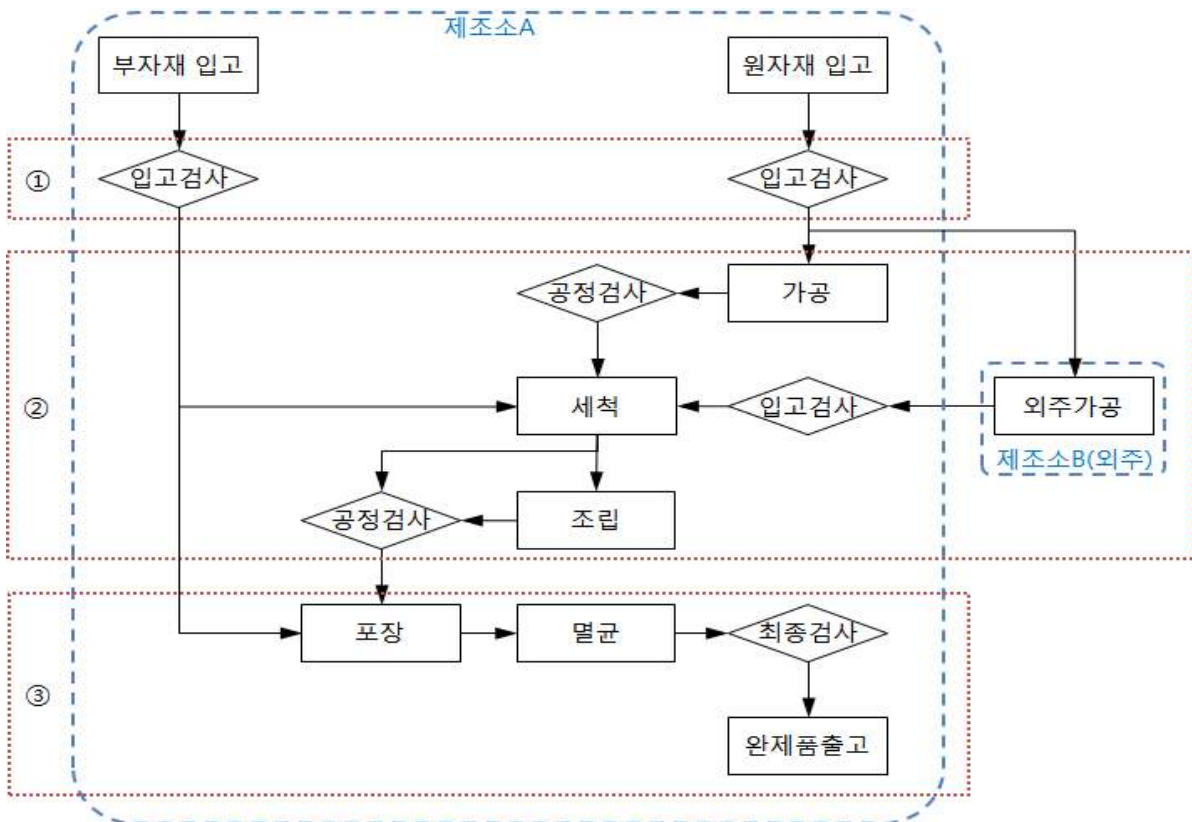 제조소A
부자재 입고
원자재 입고
①
입고검사
입고검사
공정검사
가공
②
세척
입고검사
외주가공
제조소B(외주)
공정검사
조립
포장
멸균
최종검사
③
완제품출고